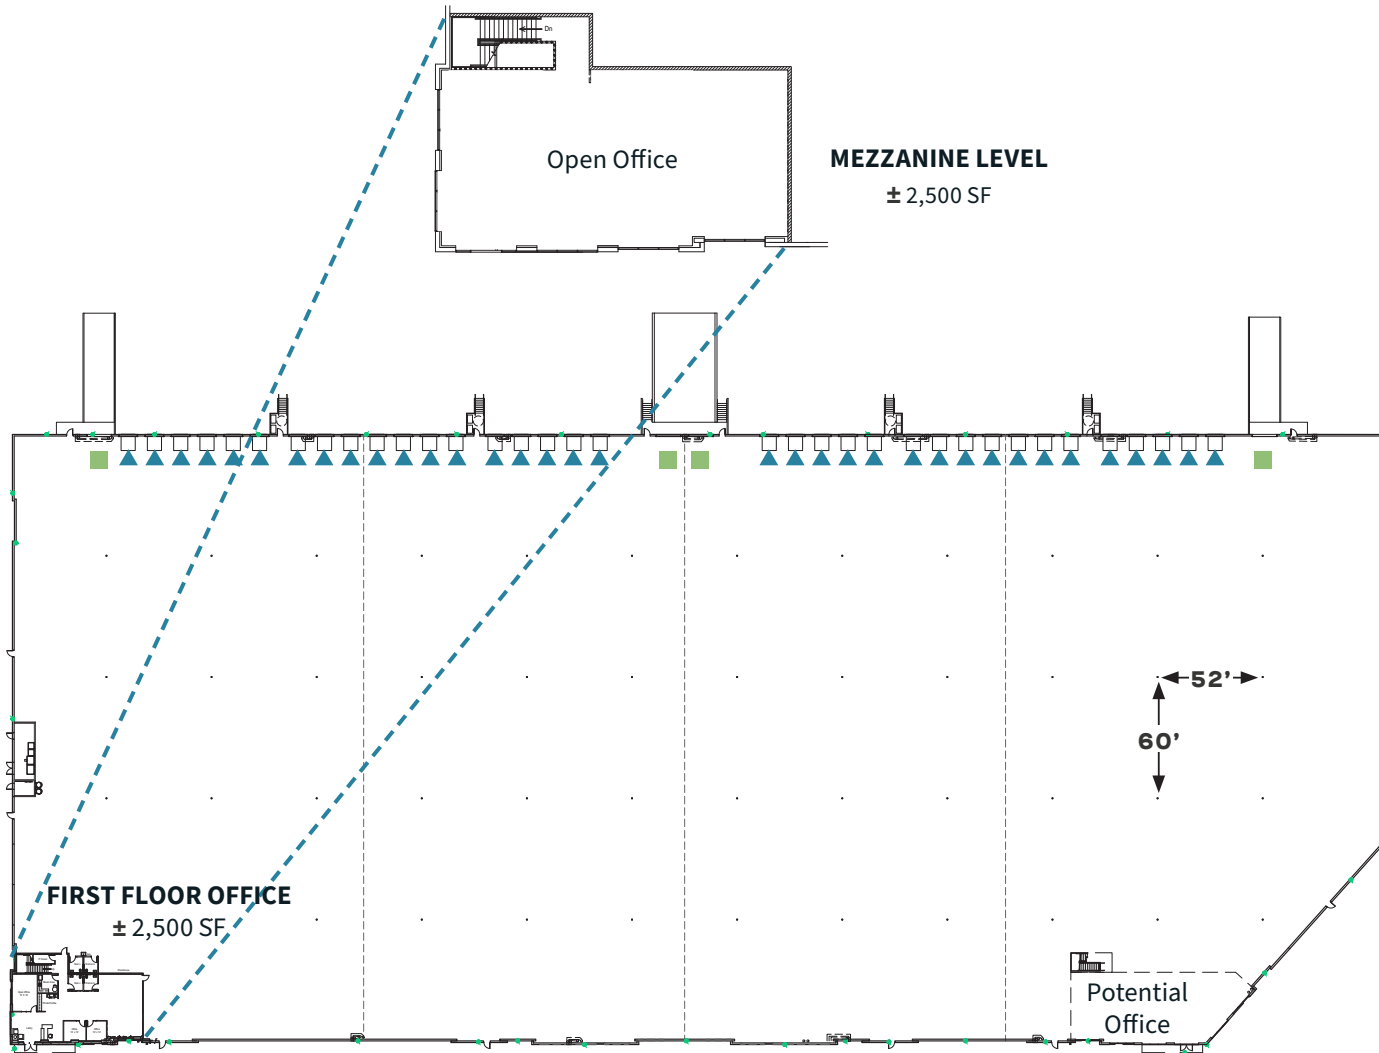 Dn
Open Office
MEZZANINE LEVEL
± 2,500 SF
52'
60'
FIRST FLOOR OFFICE
± 2,500 SF
Potential
Office